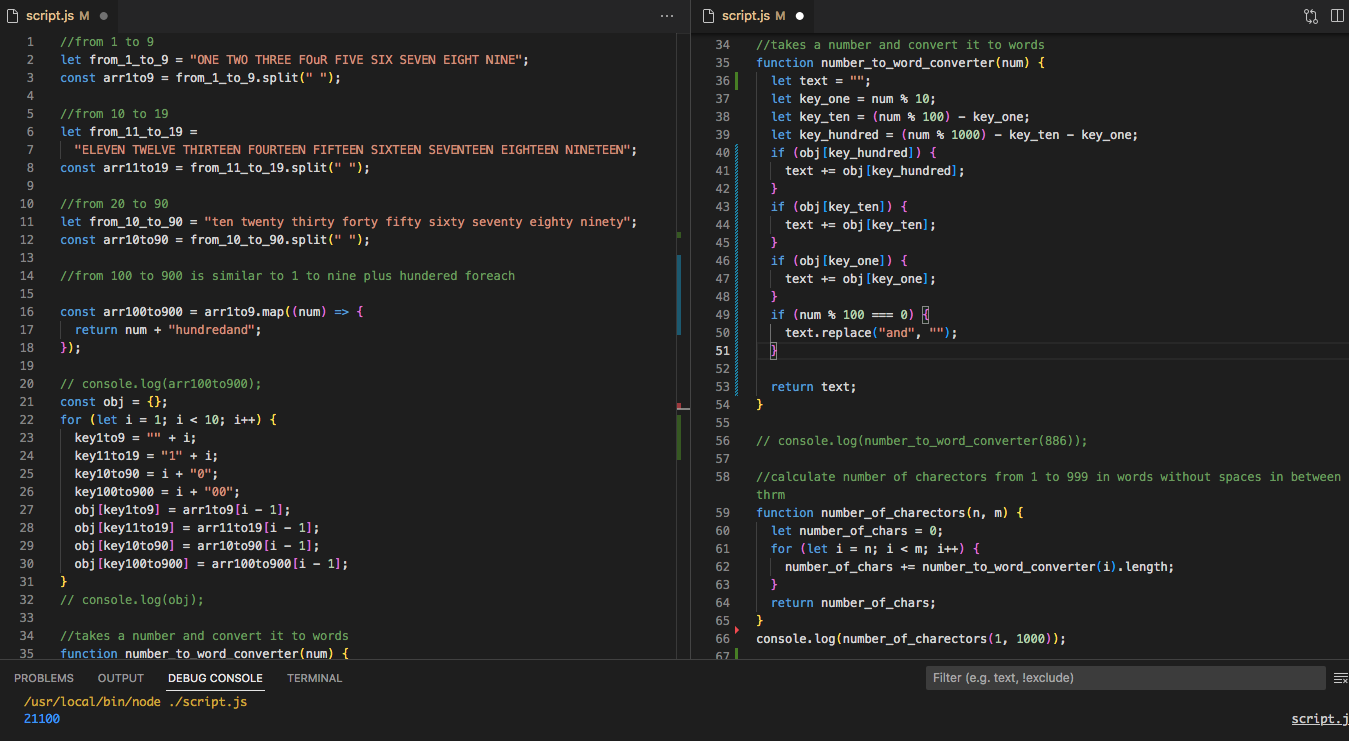 script.js M
1 //from 1 to 9
2 let from_1_to_9 = "ONE TWO THREE FOuR FIVE SIX SEVEN EIGHT NINE";
3 const arr1to9 = from_1_to_9.split(" ");
4
5 //from 10 to 19
6 let from_11_to_19 =
7 "ELEVEN TWELVE THIRTEEN FOURTEEN FIFTEEN SIXTEEN SEVENTEEN EIGHTEEN NINETEEN";
8 const arr11to19 = from_11_to_19.split(" ");
9
10 //from 20 to 90
11 let from_10_to_90 = "ten twenty thirty forty fifty sixty seventy eighty ninety";
12 const arr10to90 = from_10_to_90.split(" ");
13
14 //from 100 to 900 is similar to 1 to nine plus hundered foreach
15
16 const arr100to900 = arr1to9.map((num) => {
17 return num + "hundredand";
18 });
19
20 // console.log(arr100to900);
21 const obj = {};
22 for (let i = 1; i < 10; i++) {
23 key1to9 = "" + i;
24 key11to19 = "1" + i;
25 key10to90 = i + "0";
26 key100to900 = i + "00";
27 obj[key1to9] = arr1to9[i - 1];
28 obj[key11to19] = arr11to19[i - 1];
29 obj[key10to90] = arr10to90[i - 1];
30 obj[key100to900] = arr100to900[i - 1];
31 }
32 // console.log(obj);
33
34 //takes a number and convert it to words
35 function number_to_word_converter(num) {
script.js M
34 //takes a number and convert it to words
35 function number_to_word_converter(num) {
36 let text = "";
37 let key_one = num % 10;
38 let key_ten = (num % 100) - key_one;
39 let key_hundred = (num % 1000) - key_ten - key_one;
40 if (obj[key_hundred]) {
41 text += obj[key_hundred];
42 }
43 if (obj[key_ten]) {
44 text += obj[key_ten];
45 }
46 if (obj[key_one]) {
47 text += obj[key_one];
48 }
49 if (num % 100 === 0) {
50 text.replace("and", "");
51 }
52
53 return text;
54 }
55
56 // console.log(number_to_word_converter(886));
57
58 //calculate number of charectors from 1 to 999 in words without spaces in between
thrm
59 function number_of_charectors(n, m) {
60 let number_of_chars = 0;
61 for (let i = n; i < m; i++) {
62 number_of_chars += number_to_word_converter(i).length;
63 }
64 return number_of_chars;
65 }
66 console.log(number_of_charectors(1, 1000));
67
PROBLEMS OUTPUT DEBUG CONSOLE TERMINAL
Filter (e.g. text, !exclude)
/usr/local/bin/node ./script.js
21100
script.j